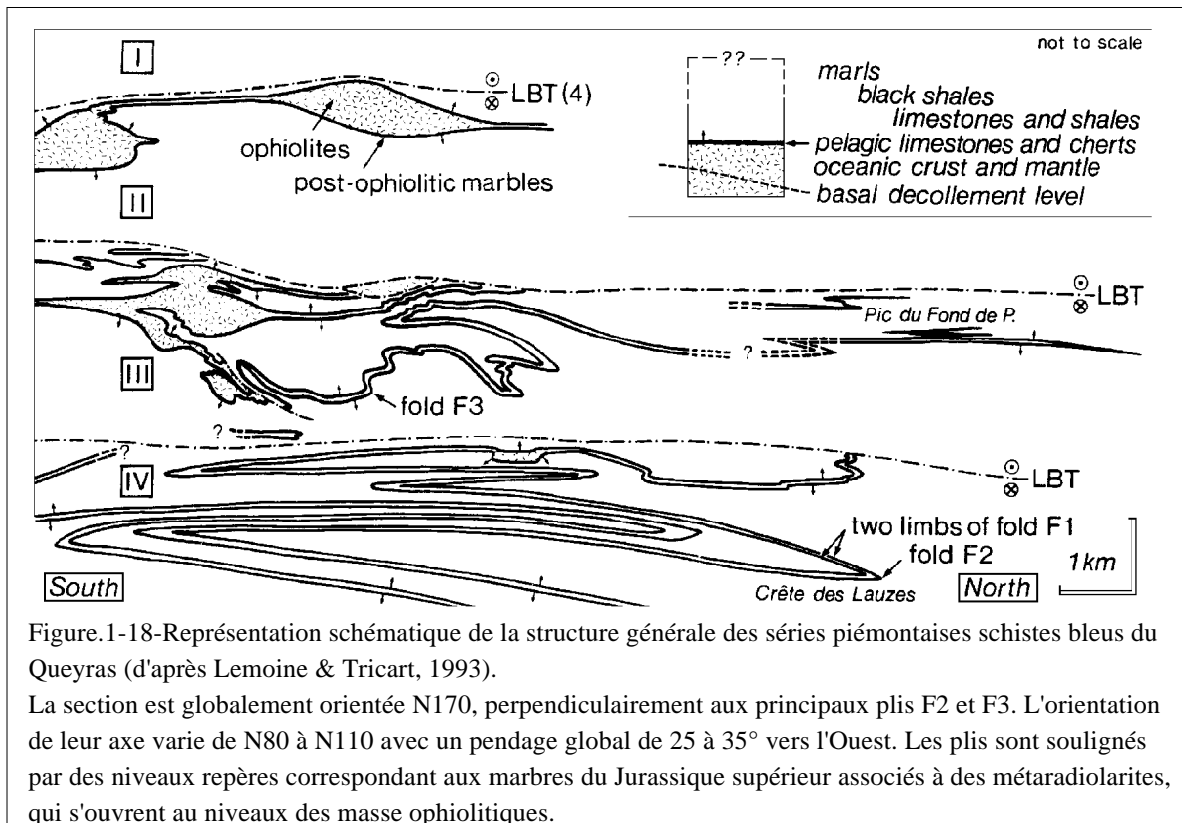 I
not to scale
LBT (4)
ophiolites
post-ophiolitic marbles
??
marls
black shales
limestones and shales
pelagic limestones and cherts
oceanic crust and mantle
basal decollement level
II
LBT
Pic du Fond de P.
?
III
fold F3
?
?
IV
LBT
two limbs of fold F1
fold F2
1km
South
Crête des Lauzes
North
Figure.1-18-Représentation schématique de la structure générale des séries piémontaises schistes bleus du
Queyras (d'après Lemoine & Tricart, 1993).
La section est globalement orientée N170, perpendiculairement aux principaux plis F2 et F3. L'orientation
de leur axe varie de N80 à N110 avec un pendage global de 25 à 35° vers l'Ouest. Les plis sont soulignés
par des niveaux repères correspondant aux marbres du Jurassique supérieur associés à des métaradiolarites,
qui s'ouvrent au niveaux des masse ophiolitiques.